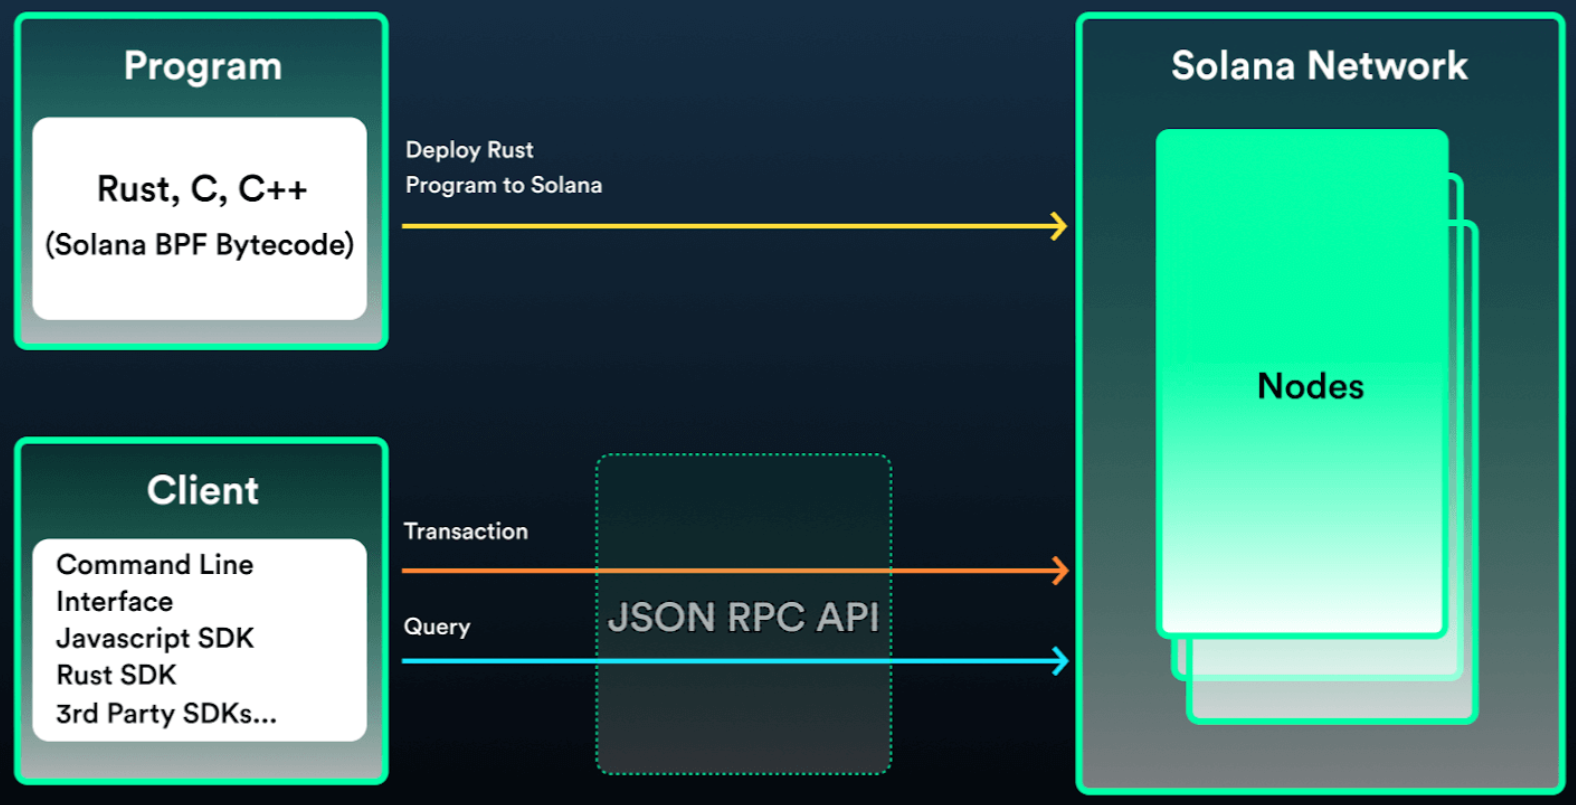 Program
Rust, C, C++
(Solana BPF Bytecode)
Deploy Rust
Program to Solana
Solana Network
Nodes
Client
Command Line
Interface
Javascript SDK
Rust SDK
3rd Party SDKs...
Transaction
Query
JSON RPC API